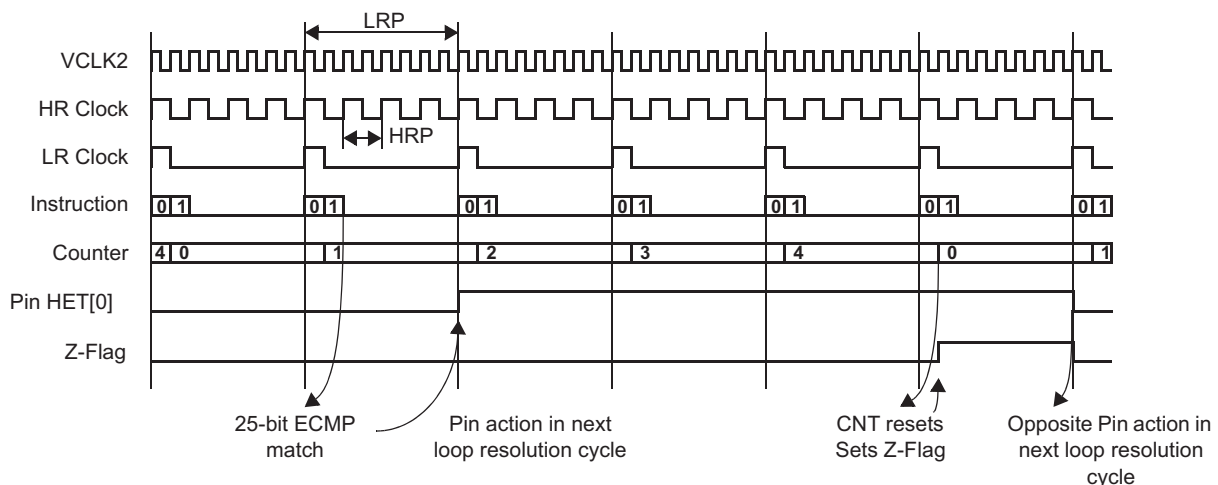 LRP
VCLK2
HR Clock
HRP
LR Clock
Instruction 0 1 0 1 0 1 0 1 0 1 0 1 0 1
Counter 4 0 1 2 3 4 0 1
Pin HET[0]
Z-Flag
25-bit ECMP
match
Pin action in next
loop resolution cycle
CNT resets
Sets Z-Flag
Opposite Pin action in
next loop resolution
cycle